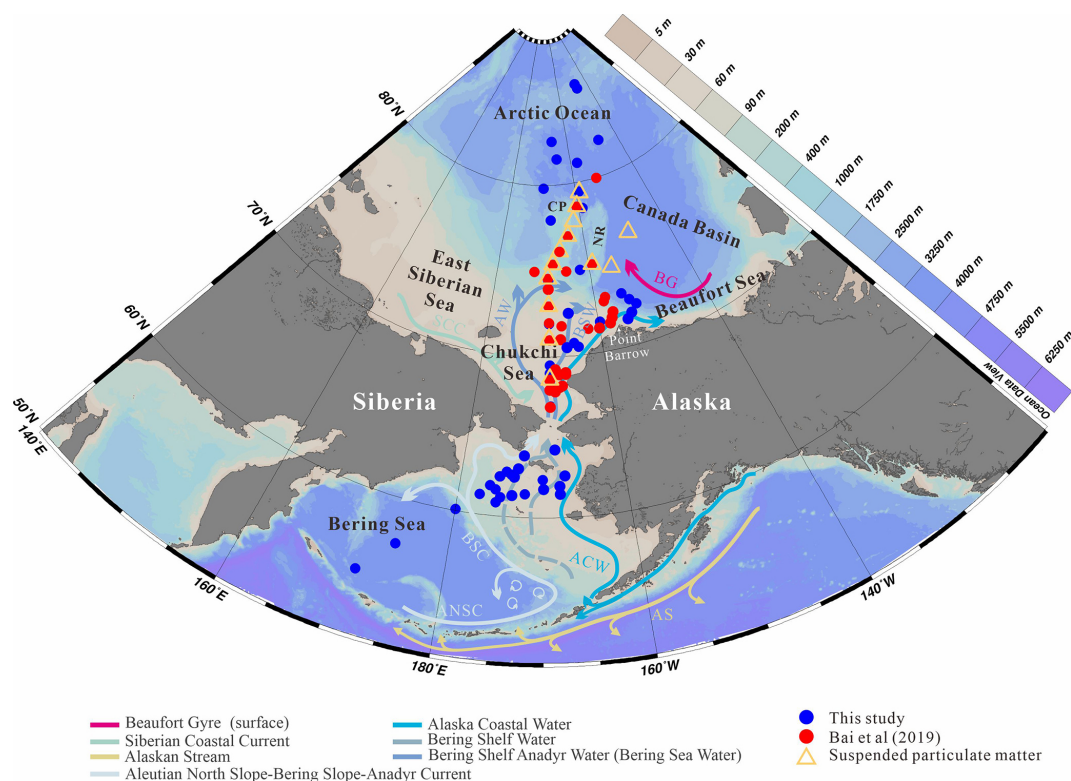 5 m
30 m
60 m
90 m
200 m
400 m
1000 m
1750 m
2500 m
3250 m
4000 m
4750 m
5500 m
6250 m
Ocean Data View
80°N
70°N
60°N
50°N
140°E
160°E
180°E
160°W
140°W
Arctic Ocean
CP
NR
Canada Basin
East
Siberian
Sea
BG
Beaufort Sea
AW
BSW
SCC
Point
Barrow
Chukchi
Sea
Siberia
Alaska
Bering Sea
BSC
ACW
ANSC
AS
Beaufort Gyre (surface)
Siberian Coastal Current
Alaskan Stream
Aleutian North Slope-Bering Slope-Anadyr Current
Alaska Coastal Water
Bering Shelf Water
Bering Shelf Anadyr Water (Bering Sea Water)
This study
Bai et al (2019)
Suspended particulate matter